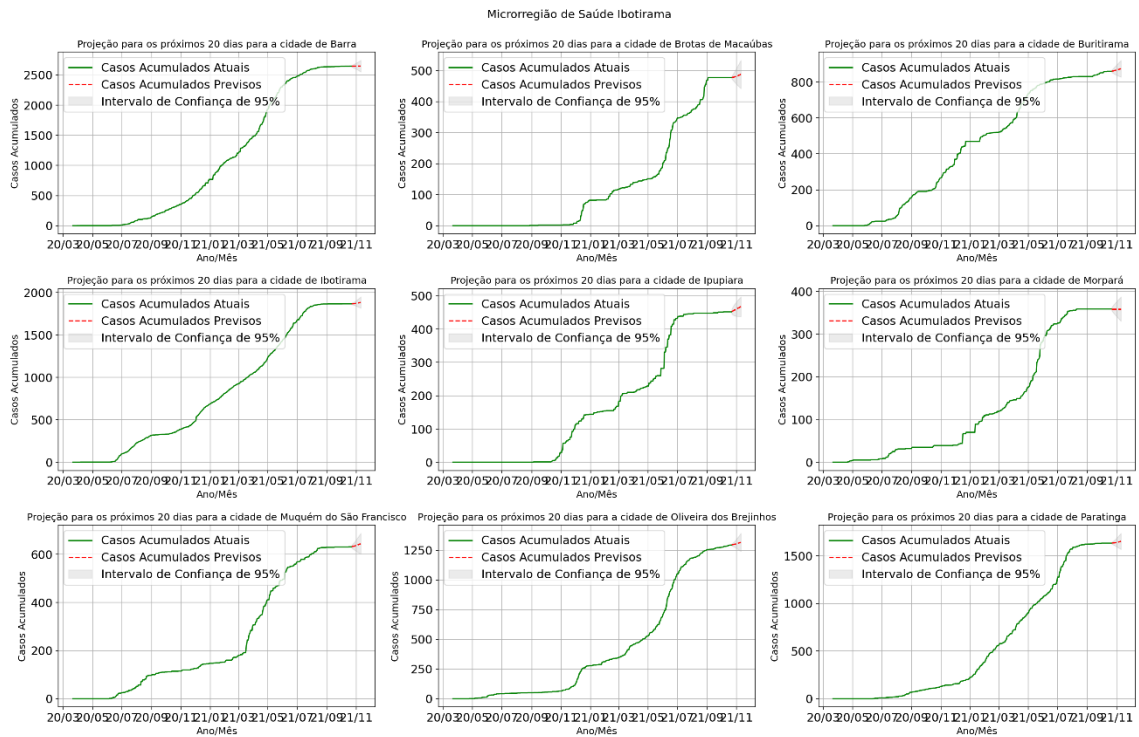 Microrregião de Saúde Ibotirama
Projeção para os próximos 20 dias para a cidade de Barra
Casos Acumulados Atuais
Casos Acumulados Previsos
Intervalo de Confiança de 95%
Casos Acumulados
2500
2000
1500
1000
500
0
20/03 20/05 20/07 20/09 20/11 21/01 21/03 21/05 21/07 21/09 21/11
Ano/Mês
Projeção para os próximos 20 dias para a cidade de Brotas de Macaúbas
Casos Acumulados Atuais
Casos Acumulados Previsos
Intervalo de Confiança de 95%
Casos Acumulados
500
400
300
200
100
0
20/03 20/05 20/07 20/09 20/11 21/01 21/03 21/05 21/07 21/09 21/11
Ano/Mês
Projeção para os próximos 20 dias para a cidade de Buritirama
Casos Acumulados Atuais
Casos Acumulados Previsos
Intervalo de Confiança de 95%
Casos Acumulados
800
600
400
200
0
20/03 20/05 20/07 20/09 20/11 21/01 21/03 21/05 21/07 21/09 21/11
Ano/Mês
Projeção para os próximos 20 dias para a cidade de Ibotirama
Casos Acumulados Atuais
Casos Acumulados Previsos
Intervalo de Confiança de 95%
Casos Acumulados
2000
1500
1000
500
0
20/03 20/05 20/07 20/09 20/11 21/01 21/03 21/05 21/07 21/09 21/11
Ano/Mês
Projeção para os próximos 20 dias para a cidade de Ipupiara
Casos Acumulados Atuais
Casos Acumulados Previsos
Intervalo de Confiança de 95%
Casos Acumulados
500
400
300
200
100
0
20/03 20/05 20/07 20/09 20/11 21/01 21/03 21/05 21/07 21/09 21/11
Ano/Mês
Projeção para os próximos 20 dias para a cidade de Morpará
Casos Acumulados Atuais
Casos Acumulados Previsos
Intervalo de Confiança de 95%
Casos Acumulados
400
300
200
100
0
20/03 20/05 20/07 20/09 20/11 21/01 21/03 21/05 21/07 21/09 21/11
Ano/Mês
Projeção para os próximos 20 dias para a cidade de Muquém do São Francisco
Casos Acumulados Atuais
Casos Acumulados Previsos
Intervalo de Confiança de 95%
Casos Acumulados
600
400
200
0
20/03 20/05 20/07 20/09 20/11 21/01 21/03 21/05 21/07 21/09 21/11
Ano/Mês
Projeção para os próximos 20 dias para a cidade de Oliveira dos Brejinhos
Casos Acumulados Atuais
Casos Acumulados Previsos
Intervalo de Confiança de 95%
Casos Acumulados
1250
1000
750
500
250
0
20/03 20/05 20/07 20/09 20/11 21/01 21/03 21/05 21/07 21/09 21/11
Ano/Mês
Projeção para os próximos 20 dias para a cidade de Paratinga
Casos Acumulados Atuais
Casos Acumulados Previsos
Intervalo de Confiança de 95%
Casos Acumulados
1500
1000
500
0
20/03 20/05 20/07 20/09 20/11 21/01 21/03 21/05 21/07 21/09 21/11
Ano/Mês